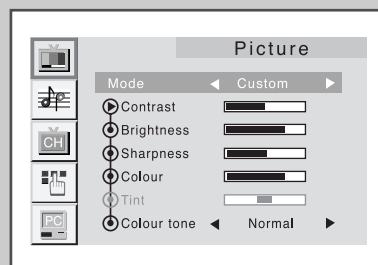 Picture
Mode Custom
Contrast
Brightness
CH
Sharpness
Colour
Tint
PC
Colour tone Normal